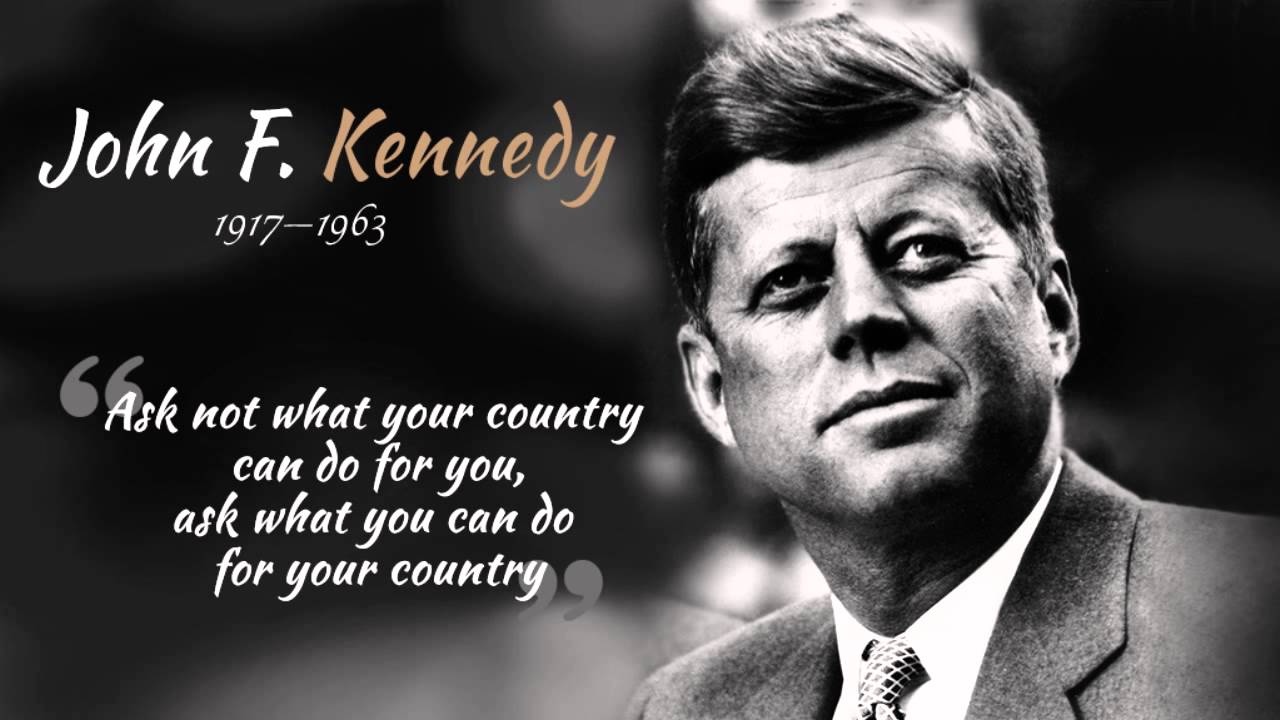 John F. Kennedy
1917—1963
“Ask not what your country
can do for you,
ask what you can do
for your country”